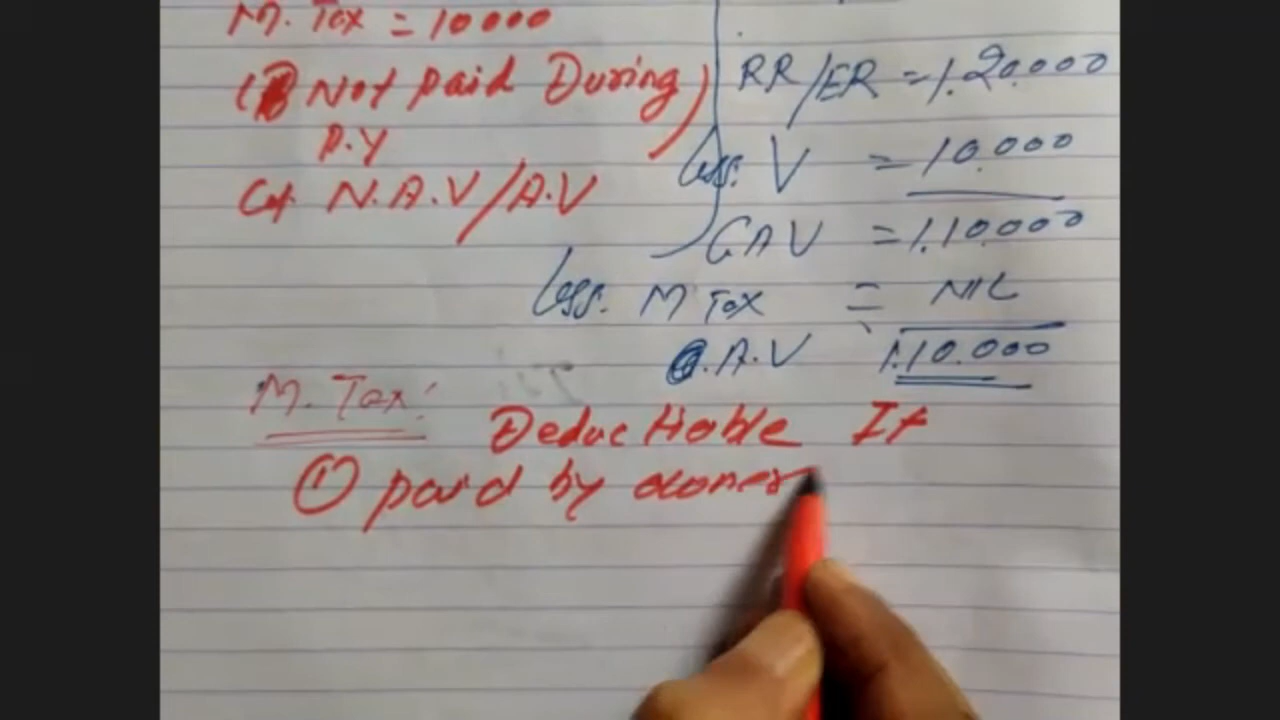 M. Tax = 10000
( Not paid During )
P.Y
Cal N.A.V/A.V
RR/ER = 1.20.000
Less. V = 10.000
GAV = 1.10.000
Less. M Tax = NIL
.A.V 1.10.000
M. Tax:
Deductiable If
① paid by owner